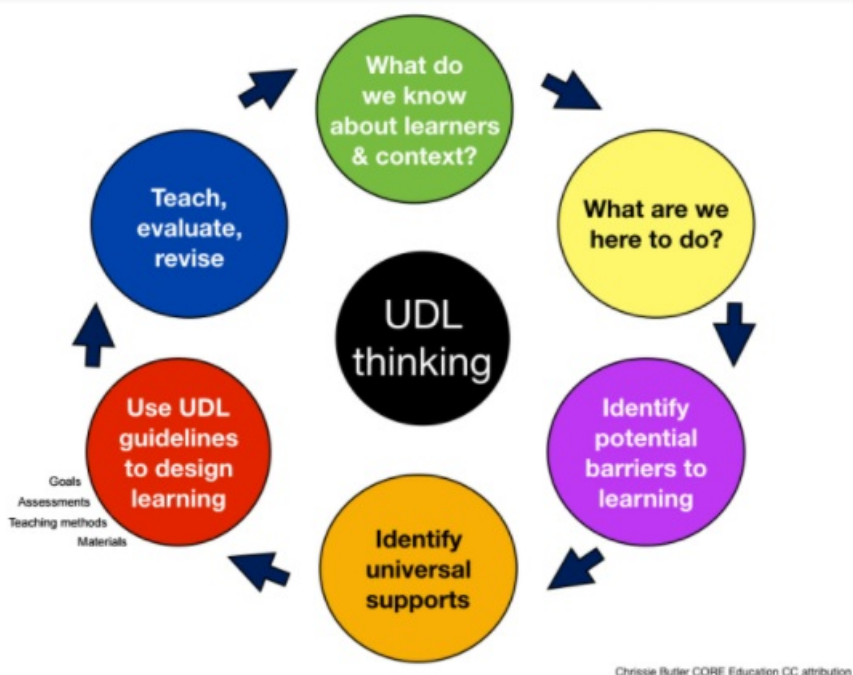 What do
we know
about learners
& context?
What are we
here to do?
Identify
potential
barriers to
learning
Identify
universal
supports
Use UDL
guidelines
to design
learning
Goals
Assessments
Teaching methods
Materials
Teach,
evaluate,
revise
UDL
thinking
Chrissie Butler CORE Education CC attribution